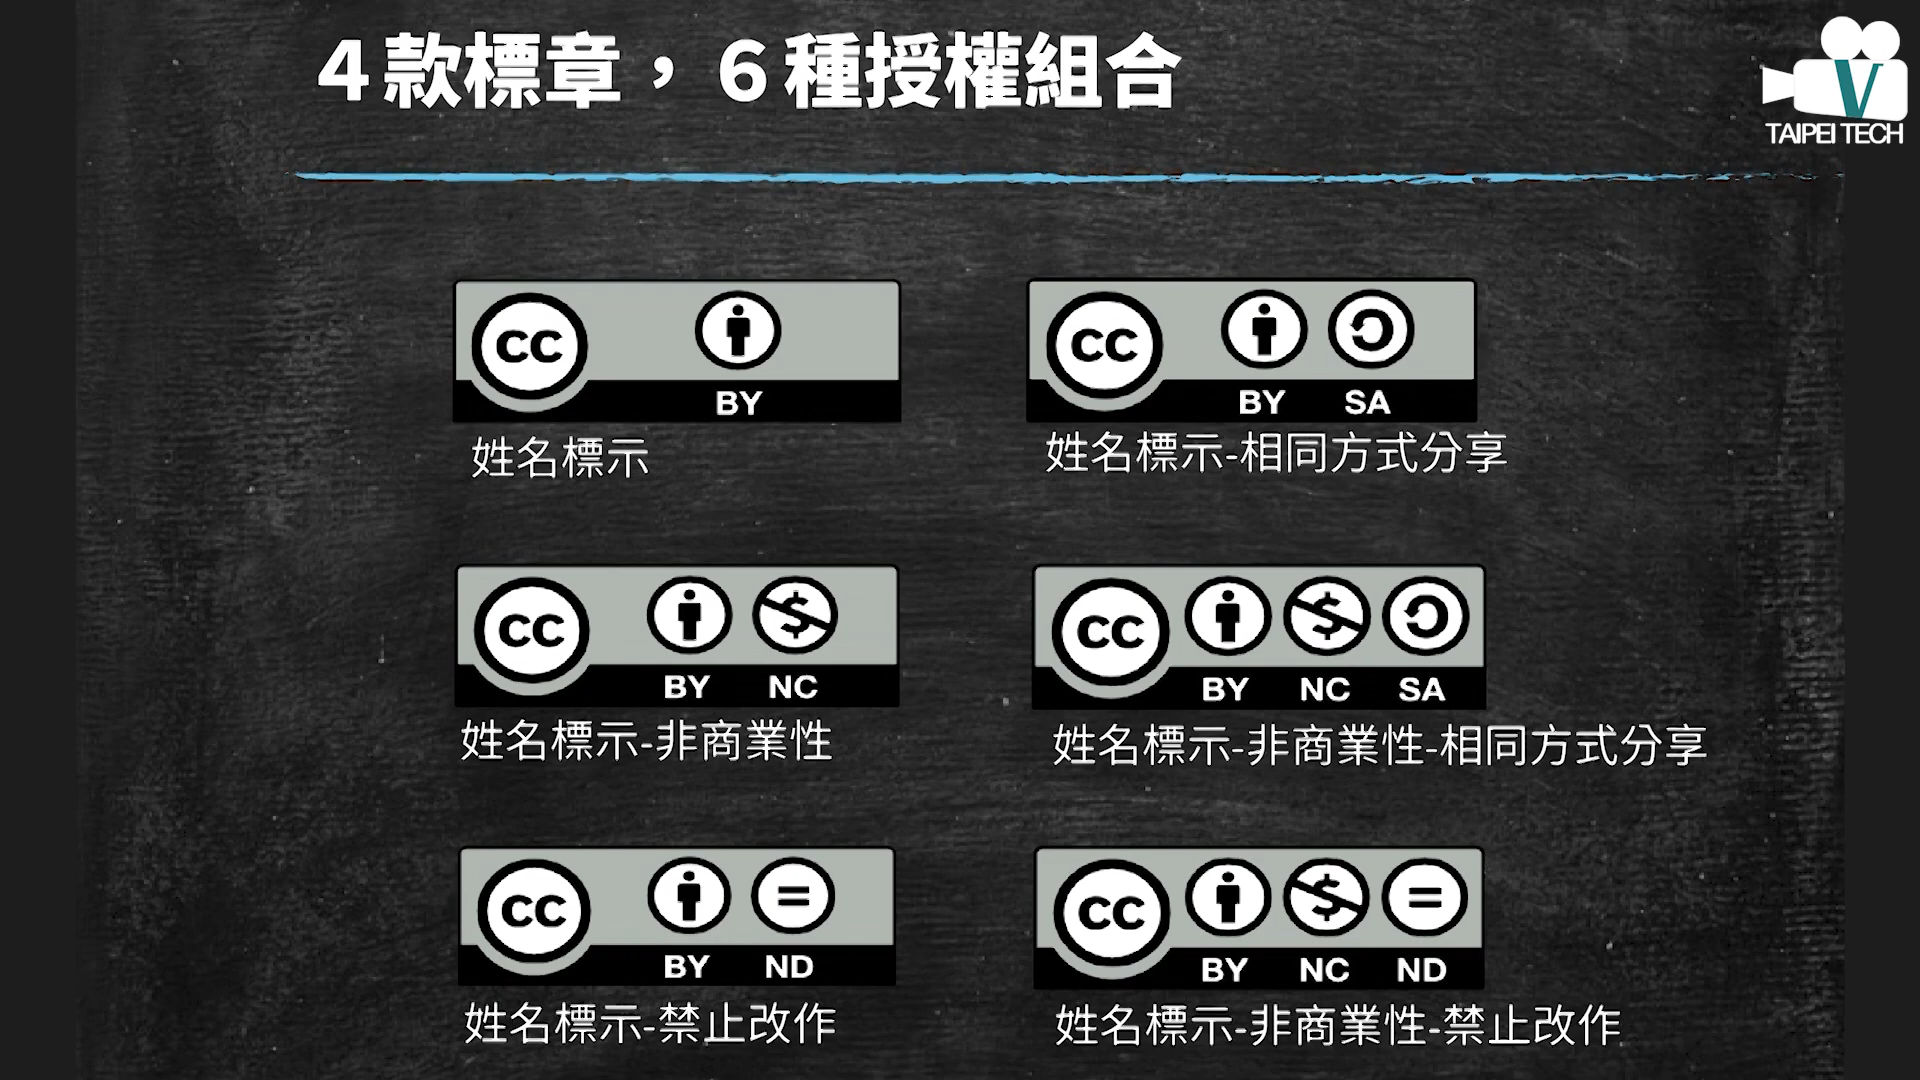 4款標章，6種授權組合
V
TAIPEI TECH
cc BY
姓名標示
cc BY SA
姓名標示-相同方式分享
cc $ BY NC
姓名標示-非商業性
cc $ BY NC SA
姓名標示-非商業性-相同方式分享
cc = BY ND
姓名標示-禁止改作
cc $ = BY NC ND
姓名標示-非商業性-禁止改作